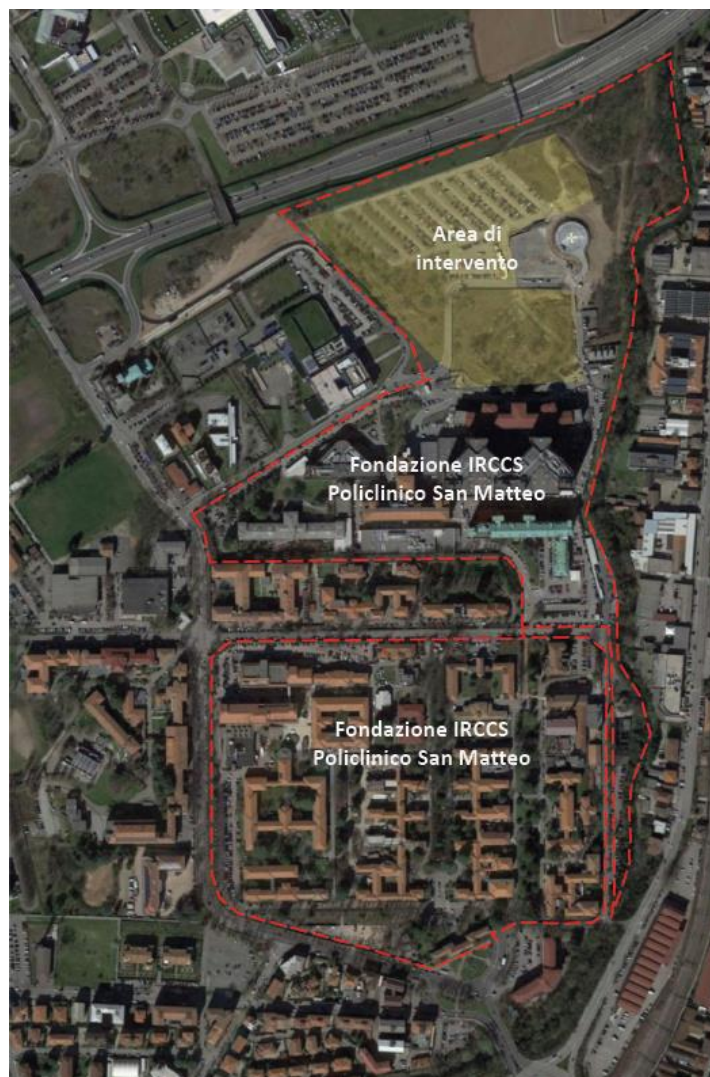 Area di
intervento
Fondazione IRCCS
Policlinico San Matteo
Fondazione IRCCS
Policlinico San Matteo